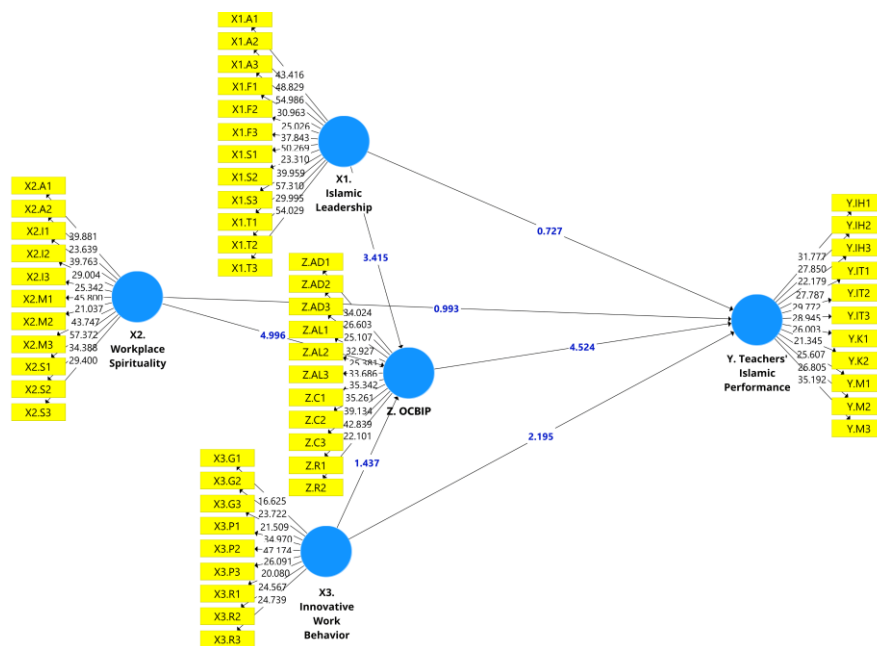 X1.A1
X1.A2
X1.A3
X1.F1
X1.F2
X1.F3
X1.S1
X1.S2
X1.S3
X1.T1
X1.T2
X1.T3
43.416
48.829
54.986
30.963
25.026
37.843
50.269
23.310
39.959
57.310
29.995
54.029
X1.
Islamic
Leadership
X2.A1
X2.A2
X2.I1
X2.I2
X2.I3
X2.M1
X2.M2
X2.M3
X2.S1
X2.S2
X2.S3
39.881
23.639
39.763
29.004
25.342
45.800
21.037
43.747
57.372
34.388
29.400
X2.
Workplace
Spirituality
0.727
3.415
0.993
4.996
4.524
2.195
1.437
Z.AD1
Z.AD2
Z.AD3
Z.AL1
Z.AL2
Z.AL3
Z.C1
Z.C2
Z.C3
Z.R1
Z.R2
34.024
26.603
25.107
32.927
33.686
35.342
35.261
39.134
42.839
22.101
Z. OCBIP
X3.G1
X3.G2
X3.G3
X3.P1
X3.P2
X3.P3
X3.R1
X3.R2
X3.R3
16.625
23.722
21.509
34.970
47.174
26.091
20.080
24.567
24.739
X3.
Innovative
Work
Behavior
Y.IH1
Y.IH2
Y.IH3
Y.IT1
Y.IT2
Y.IT3
Y.K1
Y.K2
Y.M1
Y.M2
Y.M3
31.777
27.850
22.179
27.787
29.772
28.945
26.003
21.345
25.607
26.805
35.192
Y. Teachers'
Islamic
Performance